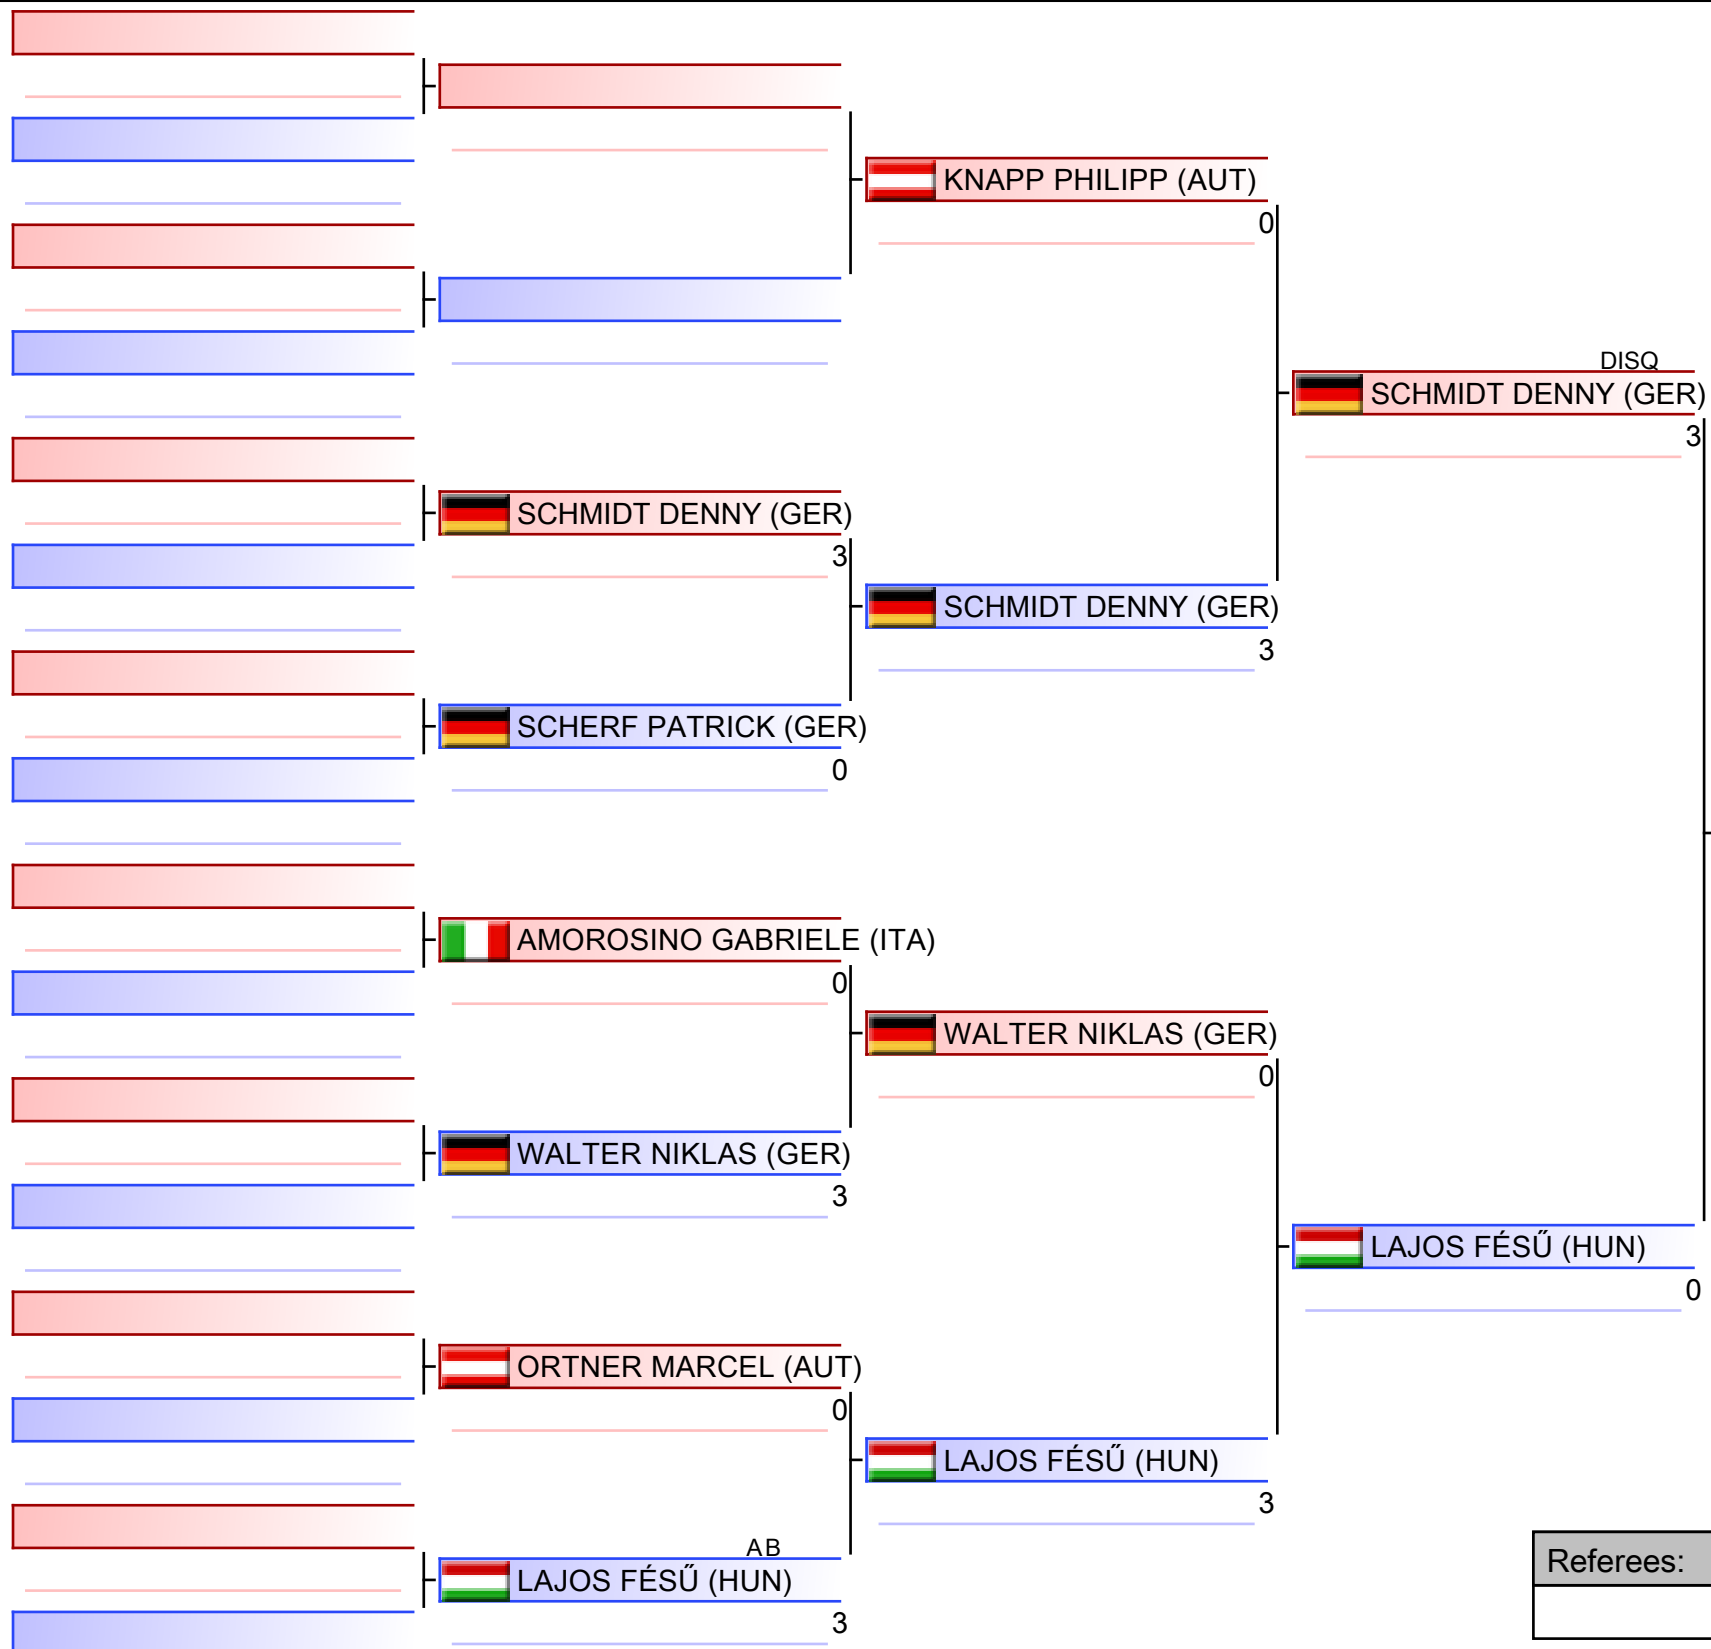 KNAPP PHILIPP (AUT)
0
DISQ
SCHMIDT DENNY (GER)
3
SCHMIDT DENNY (GER)
3
SCHMIDT DENNY (GER)
3
SCHERF PATRICK (GER)
0
AMOROSINO GABRIELE (ITA)
0
WALTER NIKLAS (GER)
0
WALTER NIKLAS (GER)
3
LAJOS FÉSŰ (HUN)
0
ORTNER MARCEL (AUT)
0
LAJOS FÉSŰ (HUN)
3
AB
LAJOS FÉSŰ (HUN)
3
Referees: